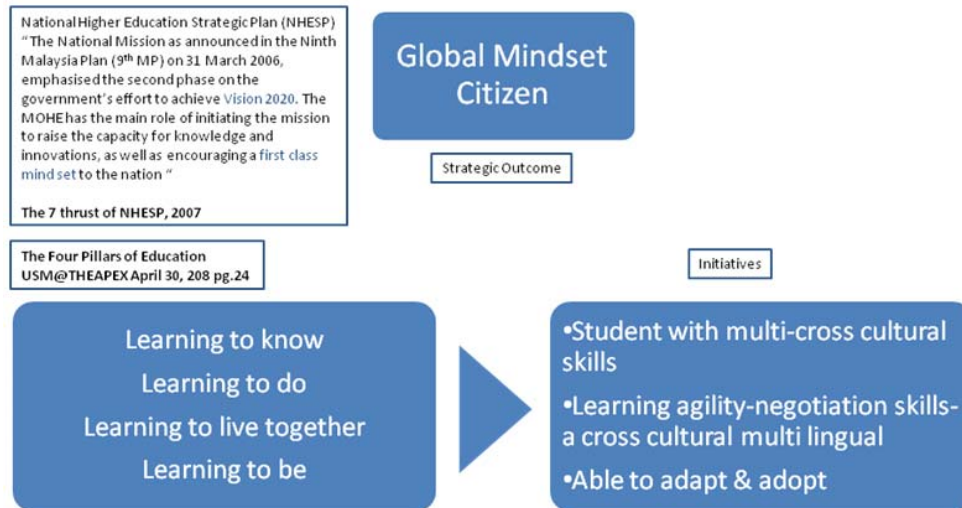 National Higher Education Strategic Plan (NHESP)
“The National Mission as announced in the Ninth
Malaysia Plan (9th MP) on 31 March 2006,
emphasised the second phase on the
government’s effort to achieve Vision 2020. The
MOHE has the main role of initiating the mission
to raise the capacity for knowledge and
innovations, as well as encouraging a first class
mind set to the nation “
The 7 thrust of NHESP, 2007
Global Mindset
Citizen
Strategic Outcome
The Four Pillars of Education
USM@THEAPEX April 30, 208 pg.24
Initiatives
Learning to know
Learning to do
Learning to live together
Learning to be
•Student with multi-cross cultural
skills
•Learning agility-negotiation skills-
a cross cultural multi lingual
•Able to adapt & adopt